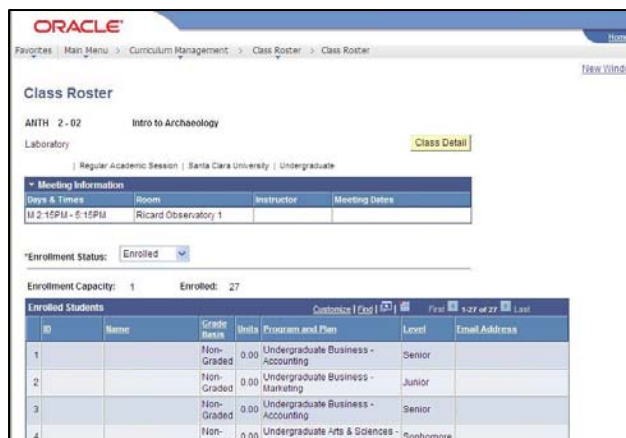 ORACLE
Home
Favorites | Main Menu > Curriculum Management > Class Roster > Class Roster
New Wind
Class Roster
ANTH 2 - 02 Intro to Archaeology
Laboratory Class Detail
| Regular Academic Session | Santa Clara University | Undergraduate
Meeting Information
Days & Times Room Instructor Meeting Dates
M 2:15PM - 5:15PM Ricard Observatory 1
*Enrollment Status: Enrolled
Enrollment Capacity: 1 Enrolled: 27
Enrolled Students Customize | Find | First 1-27 of 27 Last
ID Name Grade Basis Units Program and Plan Level Email Address
1 Non-Graded 0.00 Undergraduate Business - Accounting Senior
2 Non-Graded 0.00 Undergraduate Business - Marketing Junior
3 Non-Graded 0.00 Undergraduate Business - Accounting Senior
4 Non- 0.00 Undergraduate Arts & Sciences - Sophomore